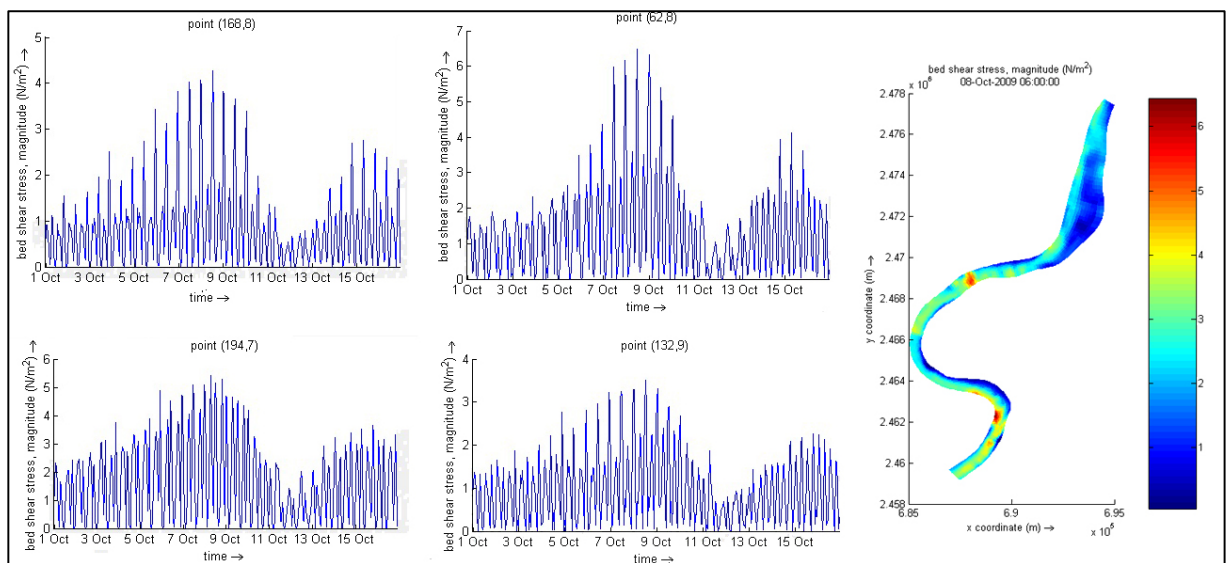 point (168,8)
bed shear stress, magnitude (N/m²) →
5
4
3
2
1
0
1 Oct 3 Oct 5 Oct 7 Oct 9 Oct 11 Oct 13 Oct 15 Oct
time →
point (62,8)
bed shear stress, magnitude (N/m²) →
7
6
5
4
3
2
1
0
1 Oct 3 Oct 5 Oct 7 Oct 9 Oct 11 Oct 13 Oct 15 Oct
time →
point (194,7)
bed shear stress, magnitude (N/m²) →
6
5
4
3
2
1
0
1 Oct 3 Oct 5 Oct 7 Oct 9 Oct 11 Oct 13 Oct 15 Oct
time →
point (132,9)
bed shear stress, magnitude (N/m²) →
4
3
2
1
0
1 Oct 3 Oct 5 Oct 7 Oct 9 Oct 11 Oct 13 Oct 15 Oct
time →
bed shear stress, magnitude (N/m²)
08-Oct-2009 06:00:00
× 10⁶
2.478
2.476
2.474
2.472
2.47
2.468
2.466
2.464
2.462
2.46
2.458
y coordinate (m) →
6.85 6.9 6.95
x coordinate (m) →
× 10⁵
6
5
4
3
2
1
0